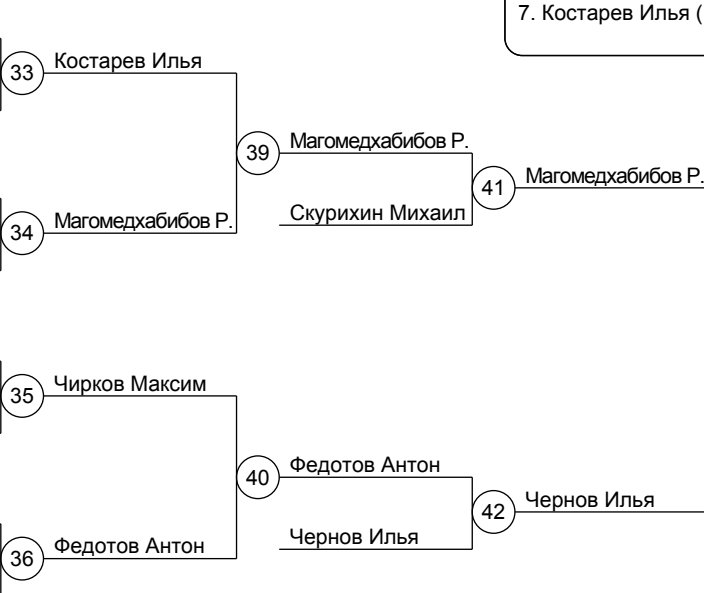 7. Костарев Илья (
33 Костарев Илья
39 Магомедхабибов Р.
41 Магомедхабибов Р.
Скурихин Михаил
34 Магомедхабибов Р.
35 Чирков Максим
40 Федотов Антон
42 Чернов Илья
Чернов Илья
36 Федотов Антон